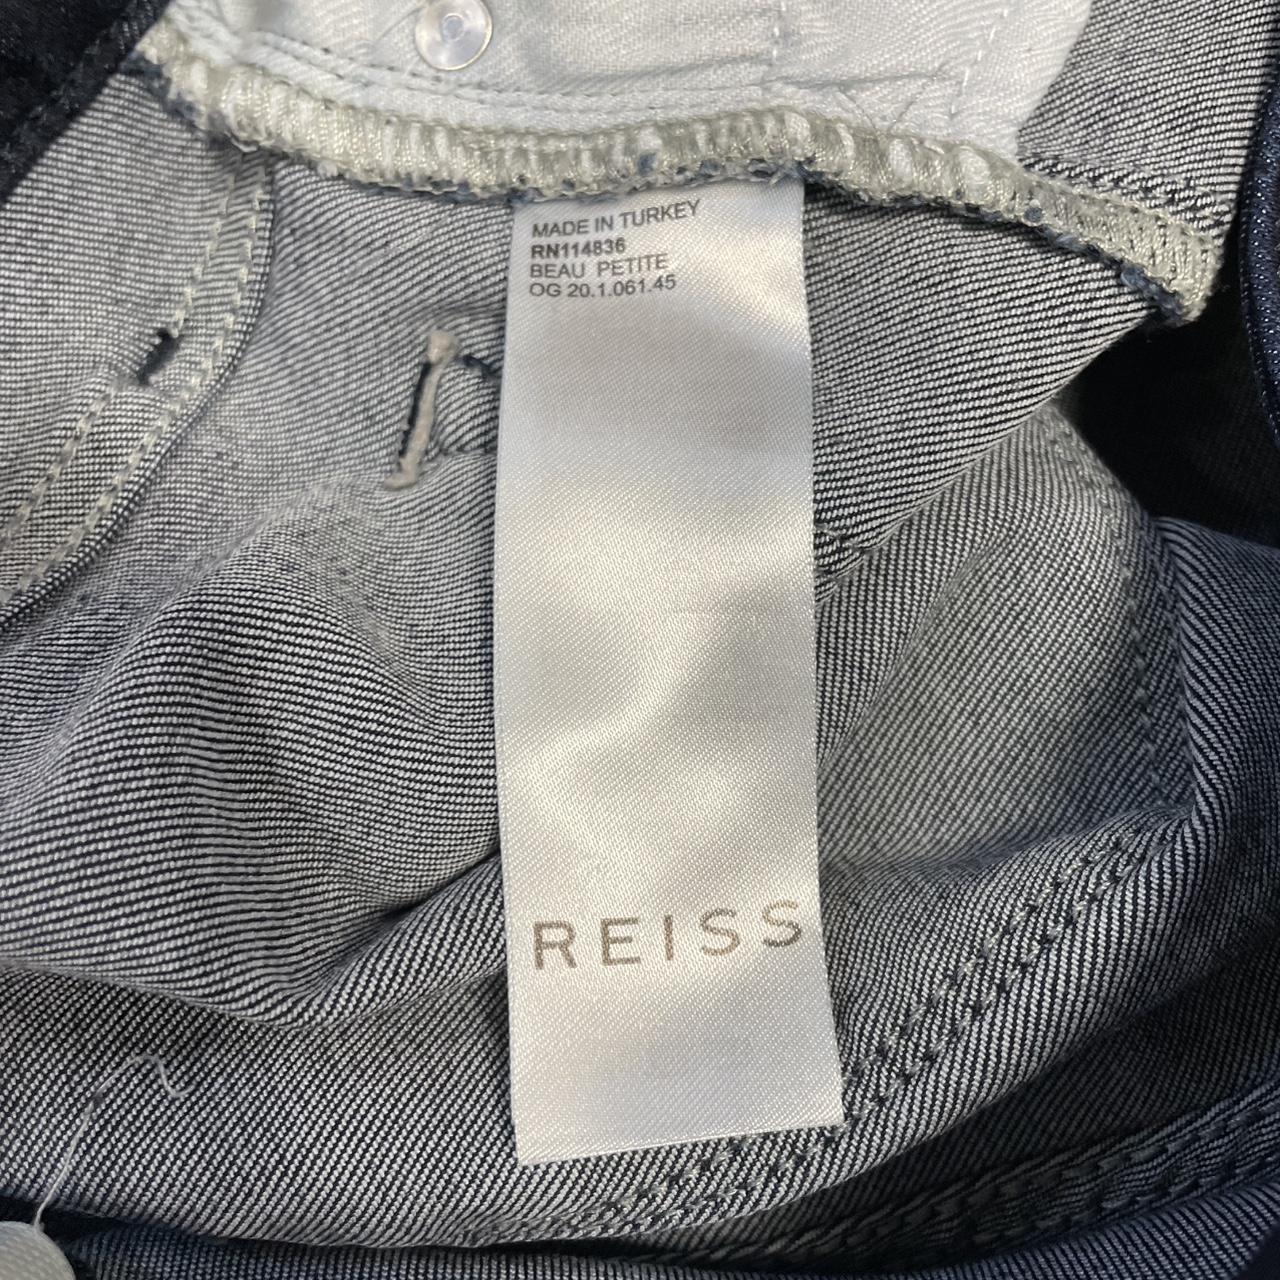 MADE IN TURKEY
RN114836
BEAU PETITE
OG 20.1.061.45
REISS